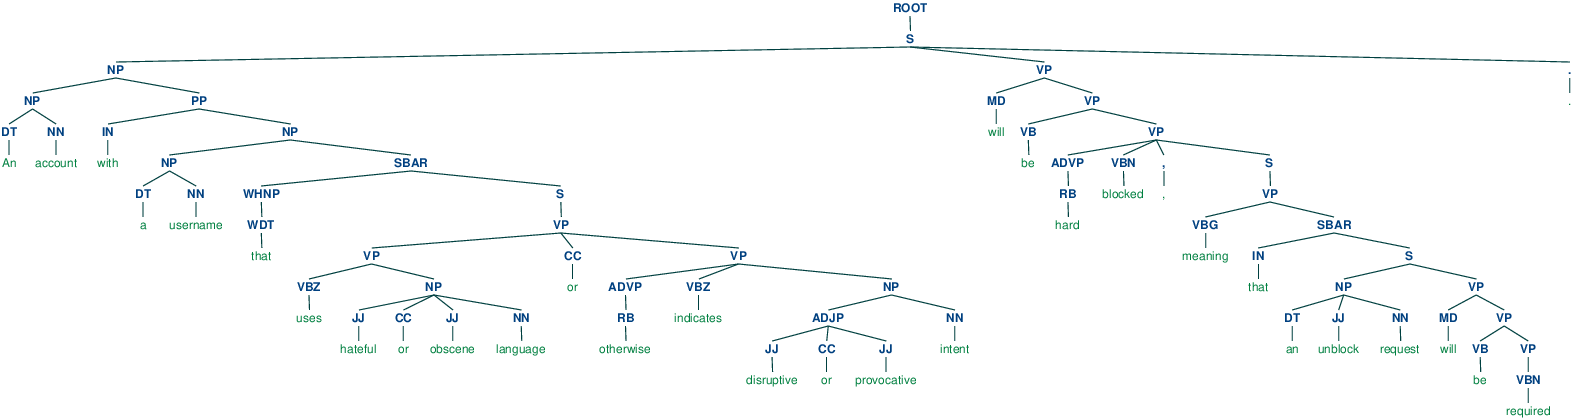 ROOT
S
NP VP .
NP PP MD VP .
DT NN IN NP will VB VP
An account with NP SBAR be ADVP VBN , S
DT NN WHNP S RB blocked , VP
a username WDT VP hard VBG SBAR
that VP CC VP meaning IN S
VBZ NP or ADVP VBZ NP that NP VP
uses JJ CC JJ NN RB indicates ADJP NN DT JJ NN MD VP
hateful or obscene language otherwise JJ CC JJ intent an unblock request will VB VP
disruptive or provocative be VBN
required